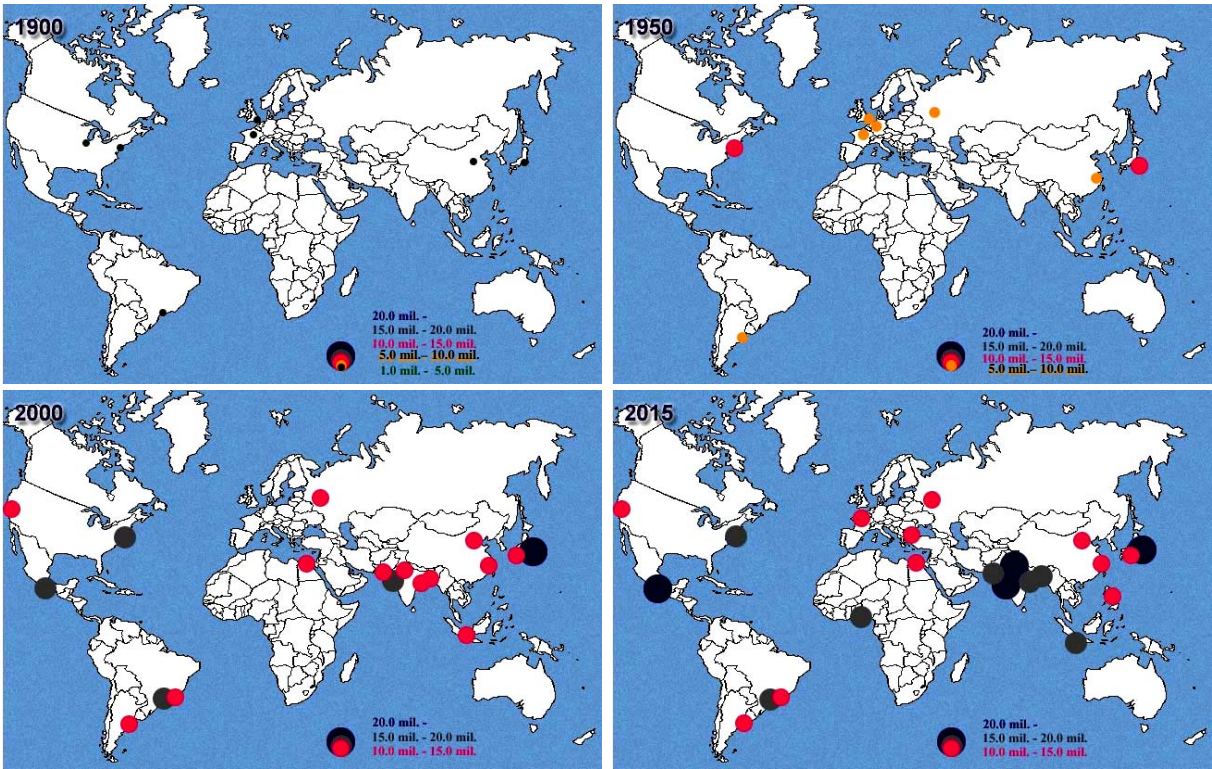 1900
20.0 mil. -
15.0 mil. - 20.0 mil.
10.0 mil. - 15.0 mil.
5.0 mil. - 10.0 mil.
1.0 mil. - 5.0 mil.
1950
20.0 mil. -
15.0 mil. - 20.0 mil.
10.0 mil. - 15.0 mil.
5.0 mil. - 10.0 mil.
2000
20.0 mil. -
15.0 mil. - 20.0 mil.
10.0 mil. - 15.0 mil.
2015
20.0 mil. -
15.0 mil. - 20.0 mil.
10.0 mil. - 15.0 mil.